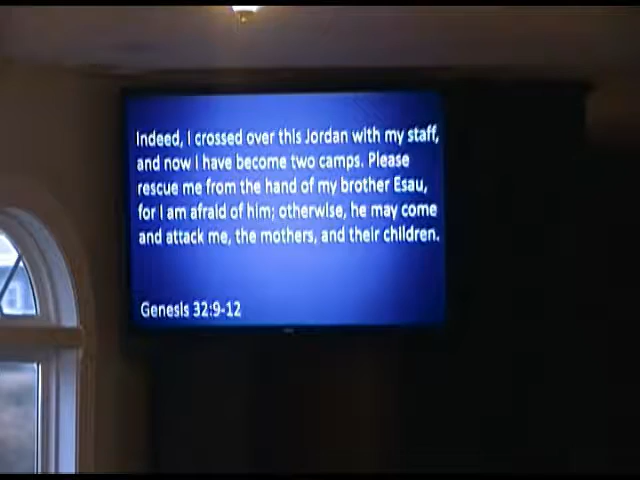 Indeed, I crossed over this Jordan with my staff,
and now I have become two camps. Please
rescue me from the hand of my brother Esau,
for I am afraid of him; otherwise, he may come
and attack me, the mothers, and their children.
Genesis 32:9-12